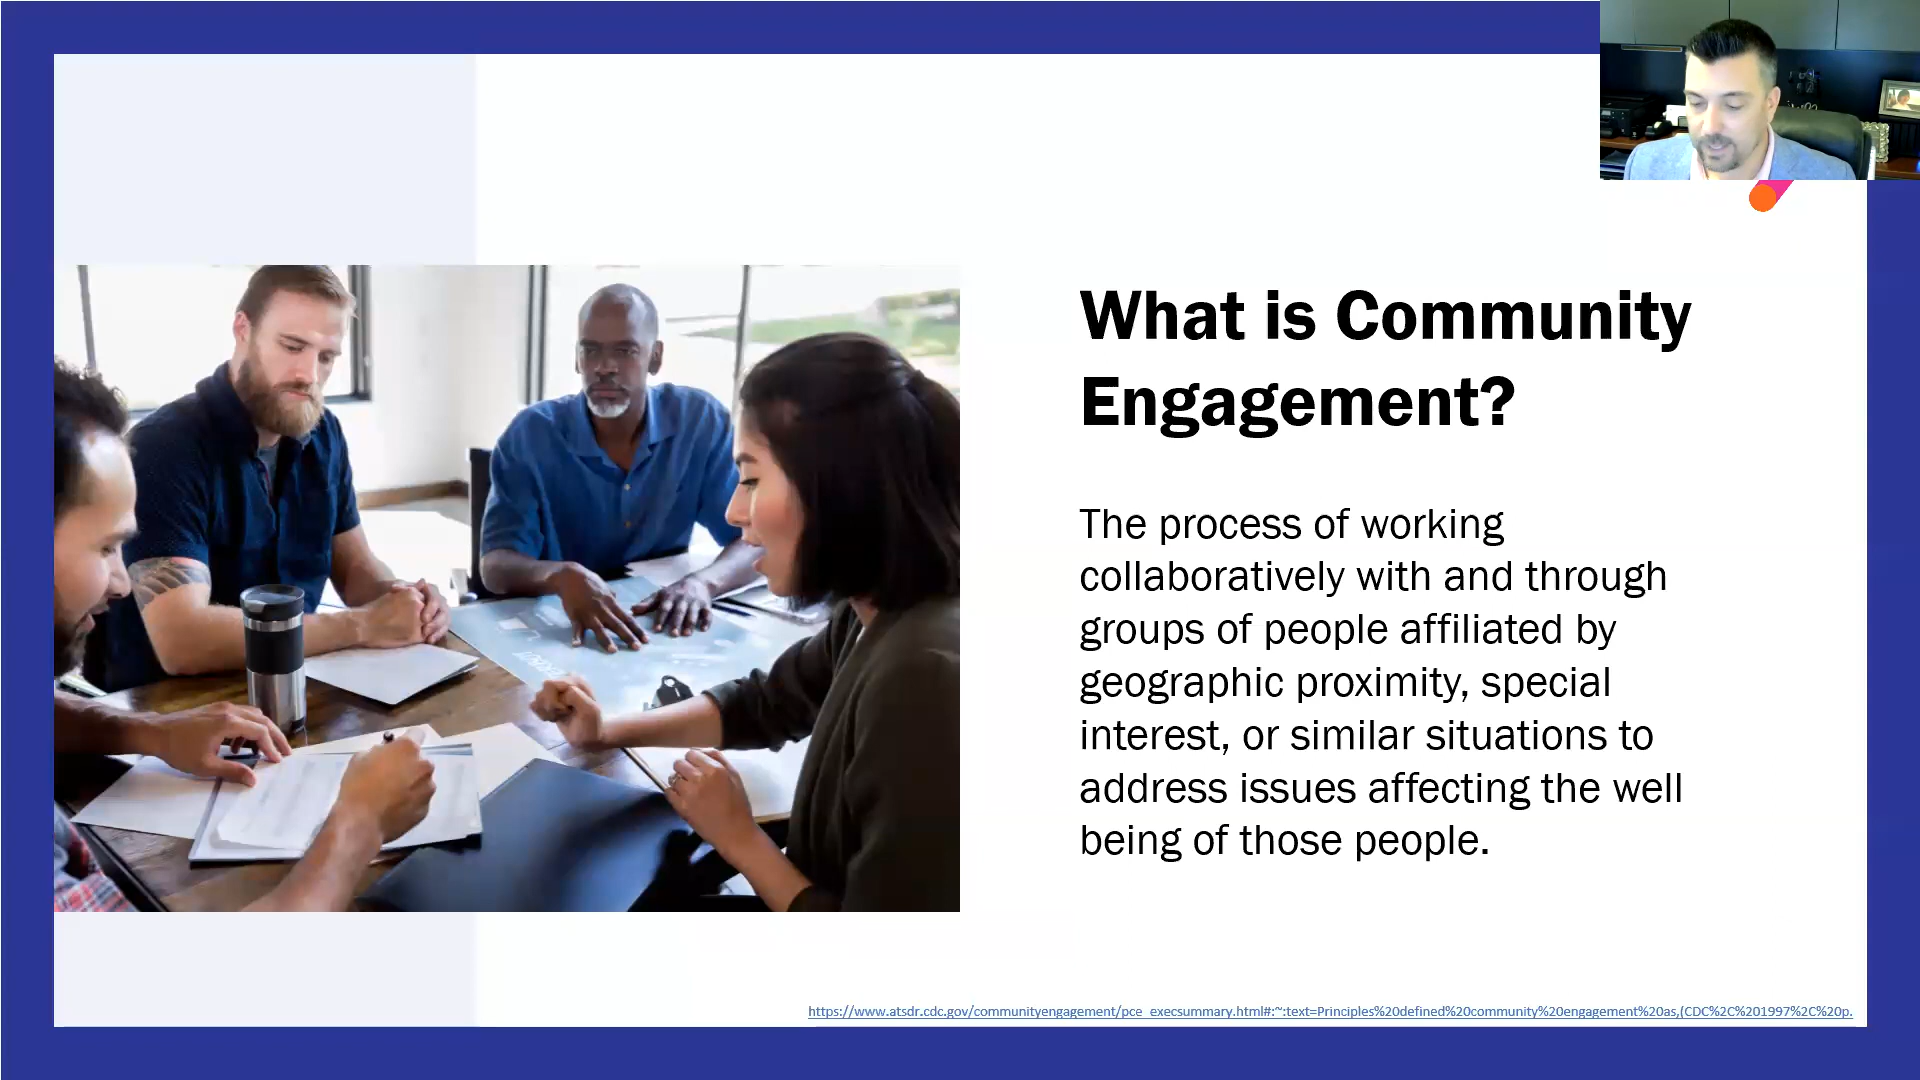 What is Community
Engagement?
The process of working
collaboratively with and through
groups of people affiliated by
geographic proximity, special
interest, or similar situations to
address issues affecting the well
being of those people.
https://www.atsdr.cdc.gov/communityengagement/pce_execsummary.html#:~:text=Principles%20defined%20community%20engagement%20as,(CDC%2C%201997%2C%20p.